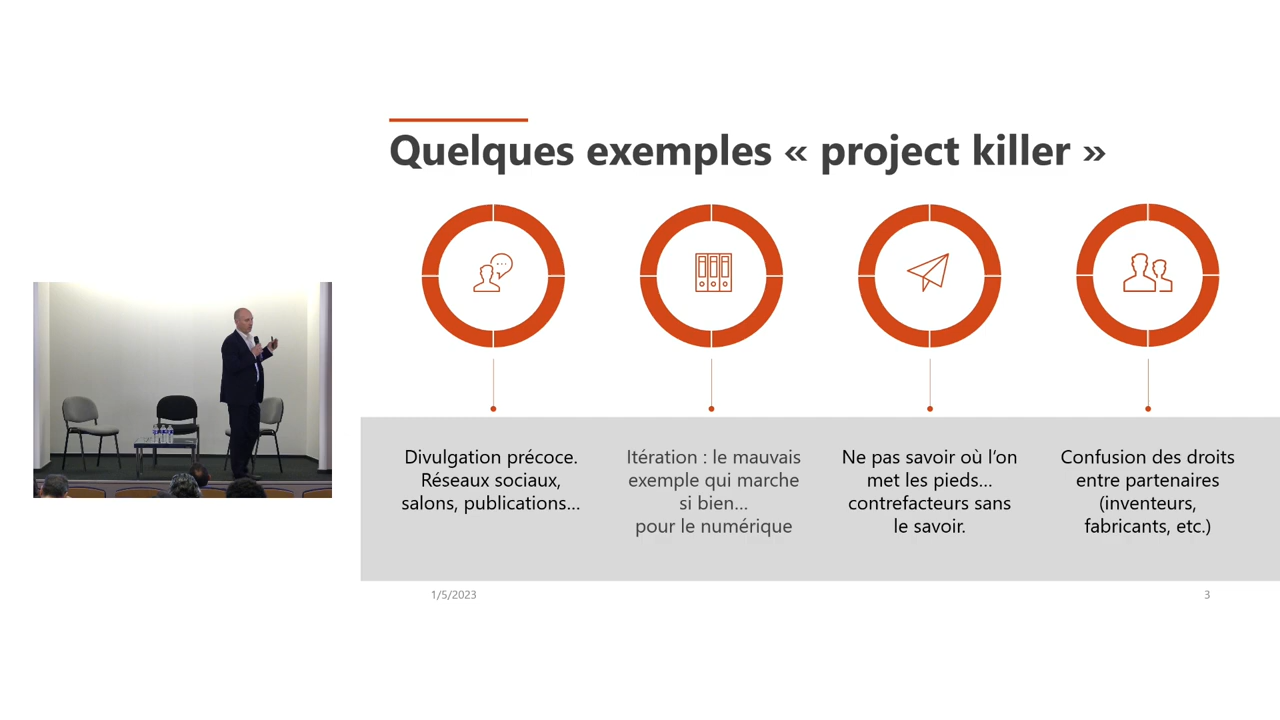 Quelques exemples « project killer »
Divulgation précoce.
Réseaux sociaux,
salons, publications…
Itération : le mauvais
exemple qui marche
si bien…
pour le numérique
Ne pas savoir où l’on
met les pieds…
contrefacteurs sans
le savoir.
Confusion des droits
entre partenaires
(inventeurs,
fabricants, etc.)
1/5/2023
3